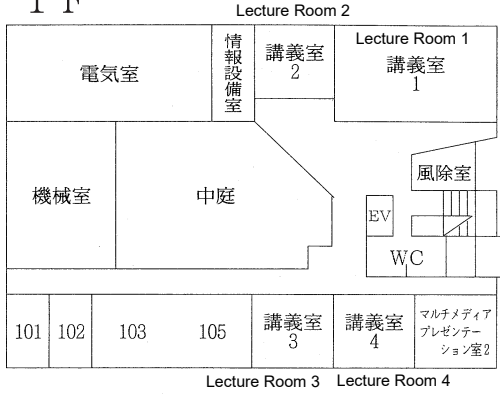 1F
Lecture Room 2
Lecture Room 1
電気室
情報設備室
講義室
2
講義室
1
機械室
中庭
風除室
EV
WC
101
102
103
105
講義室
3
講義室
4
マルチメディア
プレゼンテー
ション室2
Lecture Room 3
Lecture Room 4